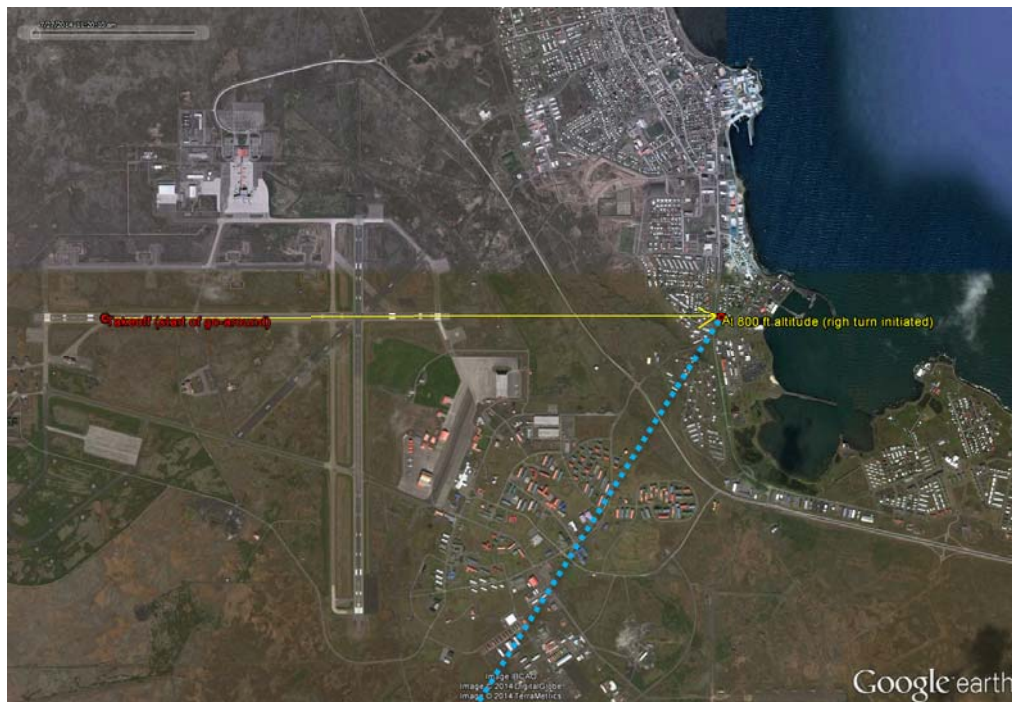 Takeoff (start of go-around)
At 800 ft altitude (righ turn initiated)
Image IBCAO
Image © 2014 DigitalGlobe
Image © 2014 TerraMetrics
Google earth